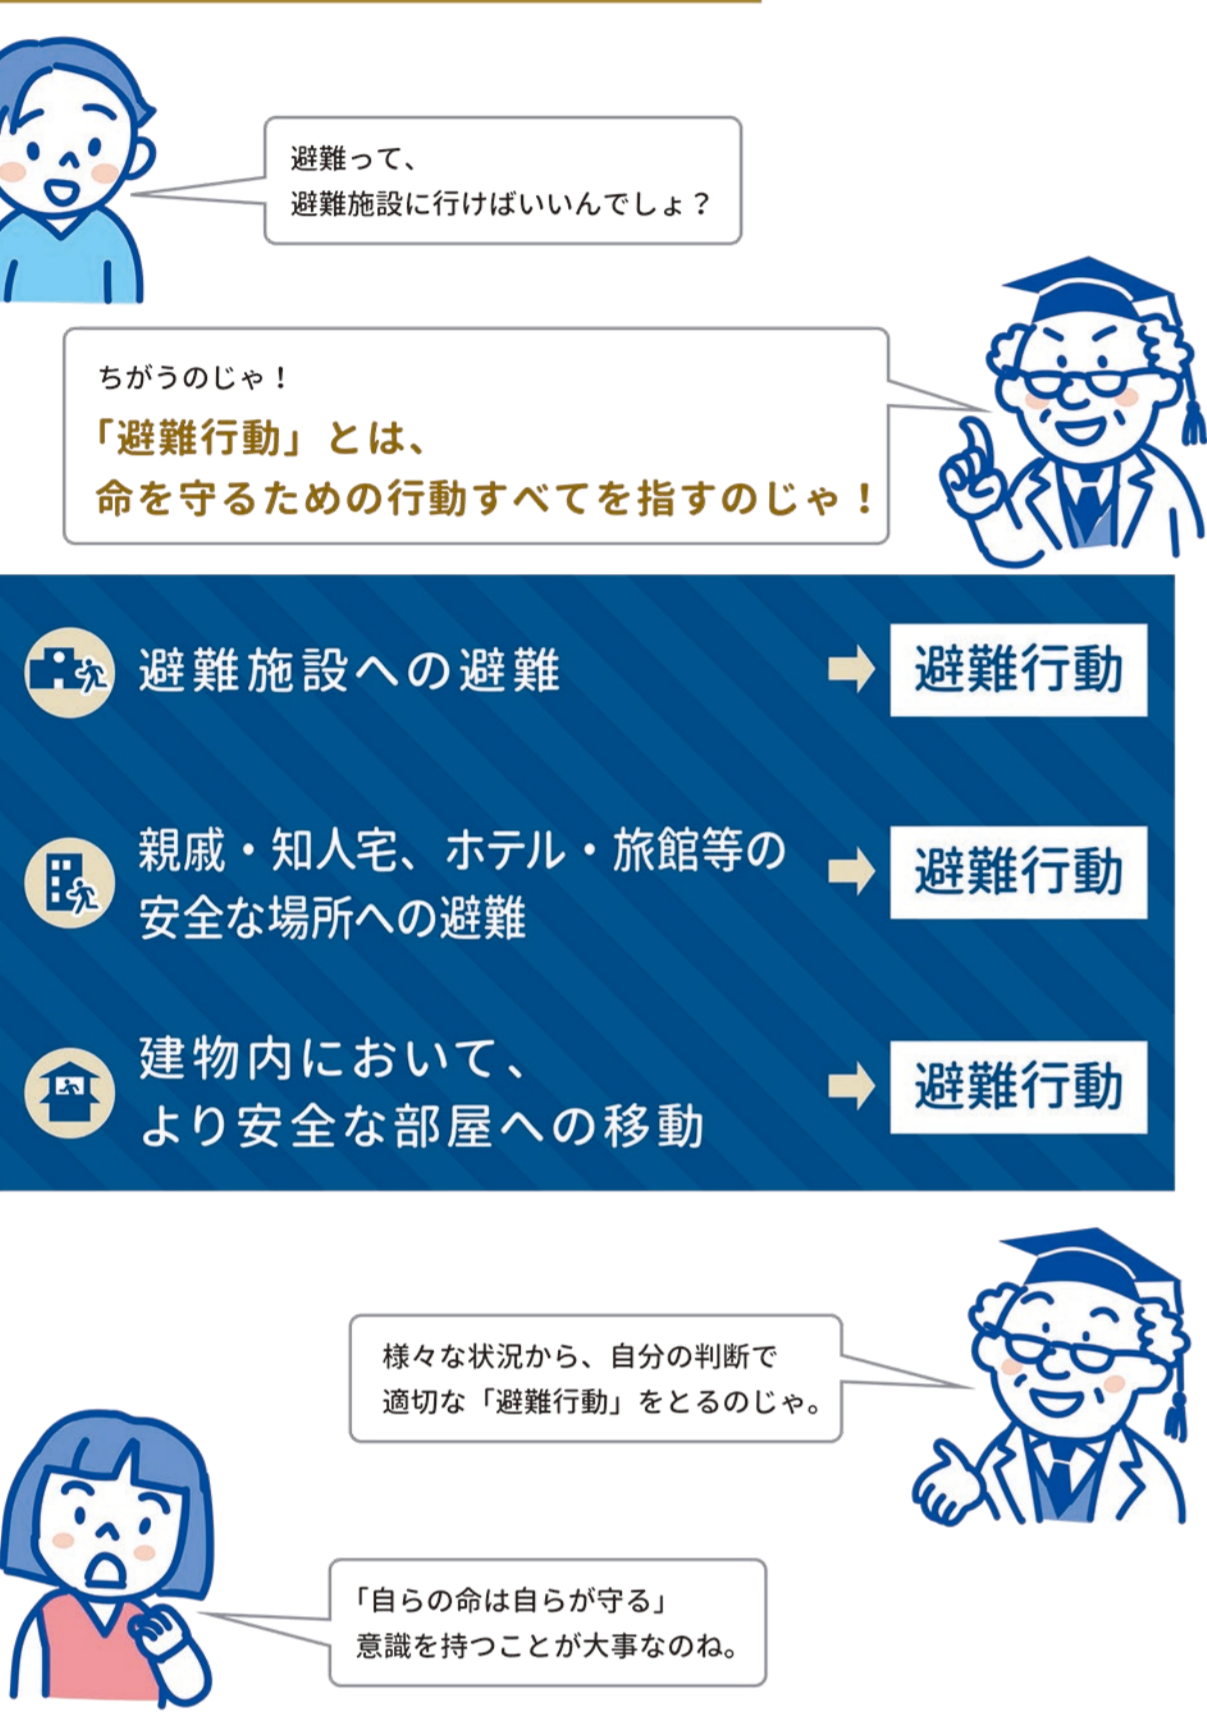 避難って、
避難施設に行けばいいんでしょ？
ちがうのじゃ！
「避難行動」とは、
命を守るための行動すべてを指すのじゃ！
避難施設への避難
避難行動
親戚・知人宅、ホテル・旅館等の
安全な場所への避難
避難行動
建物内において、
より安全な部屋への移動
避難行動
様々な状況から、自分の判断で
適切な「避難行動」をとるのじゃ。
「自らの命は自らが守る」
意識を持つことが大事なのね。